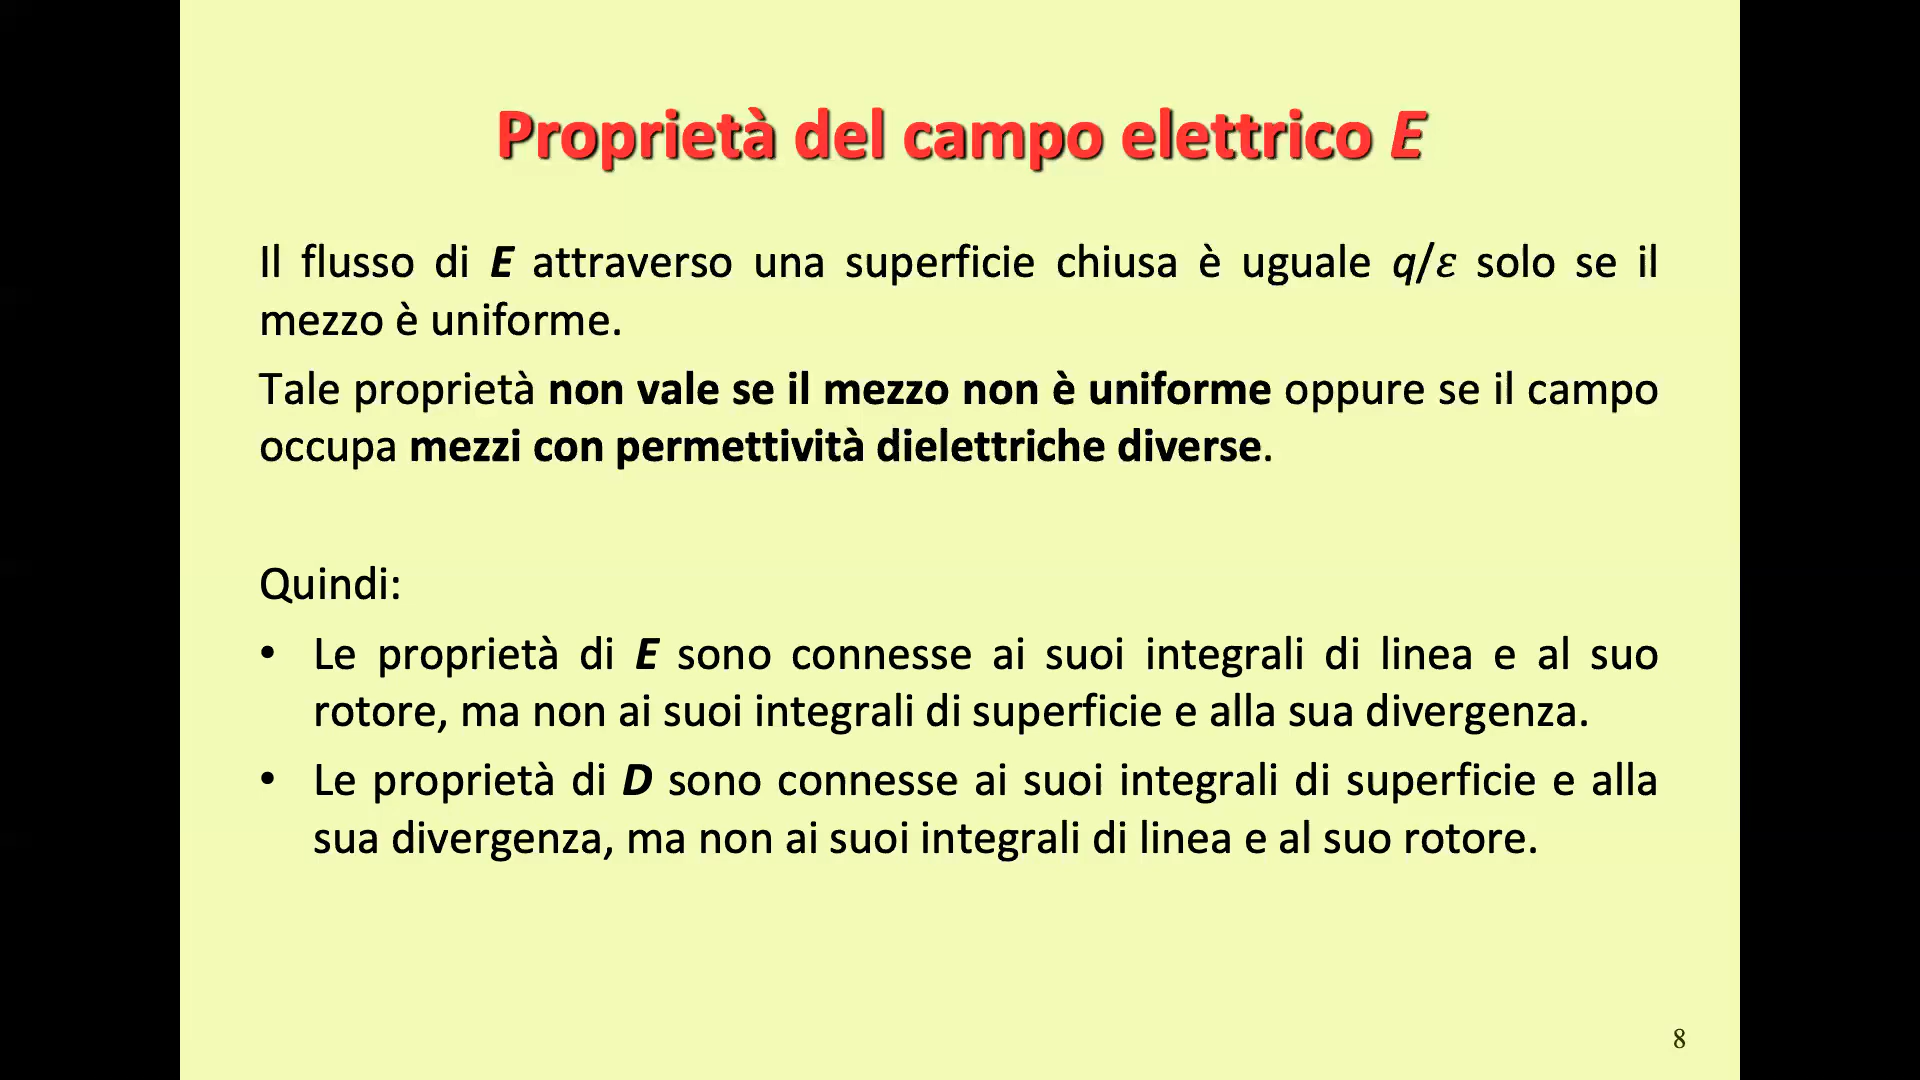 Proprietà del campo elettrico E
Il flusso di E attraverso una superficie chiusa è uguale q/ε solo se il
mezzo è uniforme.
Tale proprietà non vale se il mezzo non è uniforme oppure se il campo
occupa mezzi con permettività dielettriche diverse.
Quindi:
• Le proprietà di E sono connesse ai suoi integrali di linea e al suo
rotore, ma non ai suoi integrali di superficie e alla sua divergenza.
• Le proprietà di D sono connesse ai suoi integrali di superficie e alla
sua divergenza, ma non ai suoi integrali di linea e al suo rotore.
8